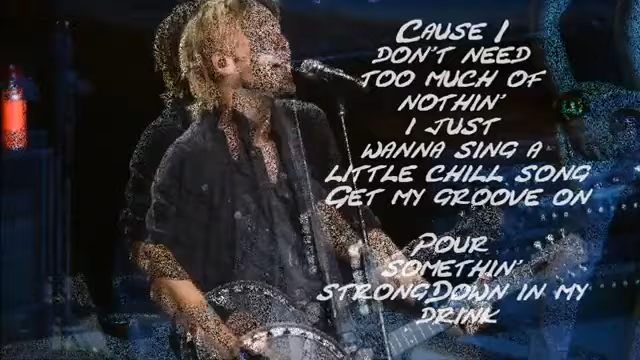 CAUSE I
DON'T NEED
TOO MUCH OF
NOTHIN'
I JUST
WANNA SING A
LITTLE CHILL SONG
GET MY GROOVE ON
POUR
SOMETHIN'
STRONGDOWN IN MY
DRINK